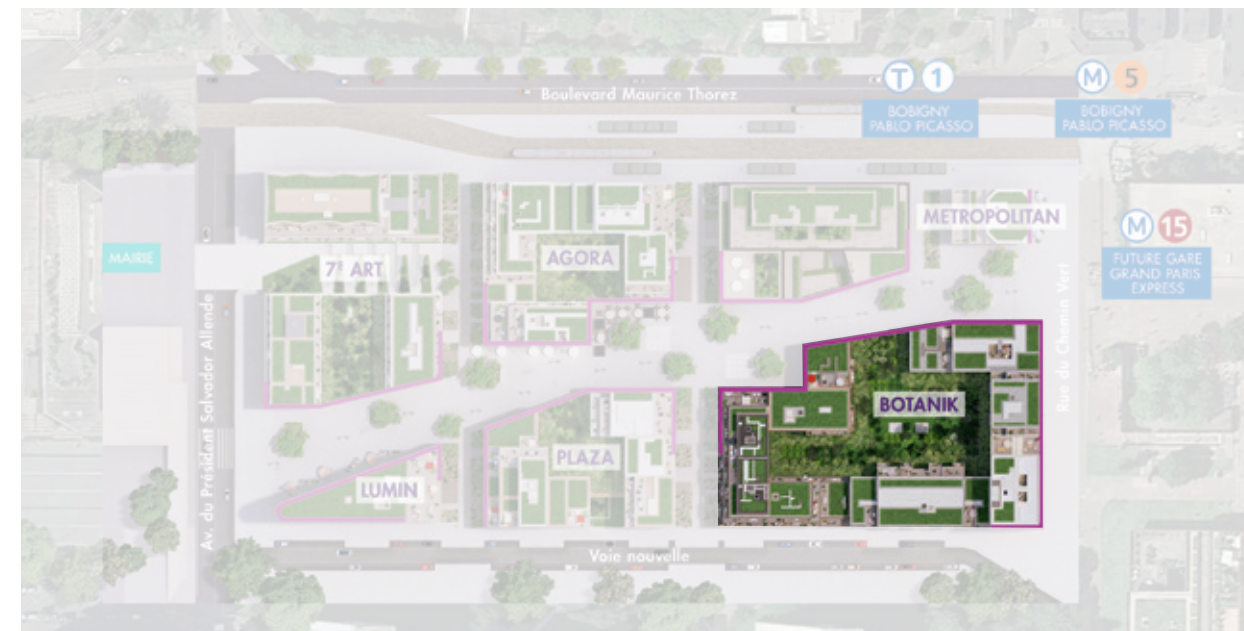 Boulevard Maurice Thorez
T 1
BOBIGNY
PABLO PICASSO
M 5
BOBIGNY
PABLO PICASSO
METROPOLITAN
M 15
FUTURE GARE
GRAND PARIS
EXPRESS
MAIRIE
7E ART
AGORA
Av. du Président Salvador Allende
Rue du Chemin Vert
BOTANIK
PLAZA
LUMIN
Voie nouvelle